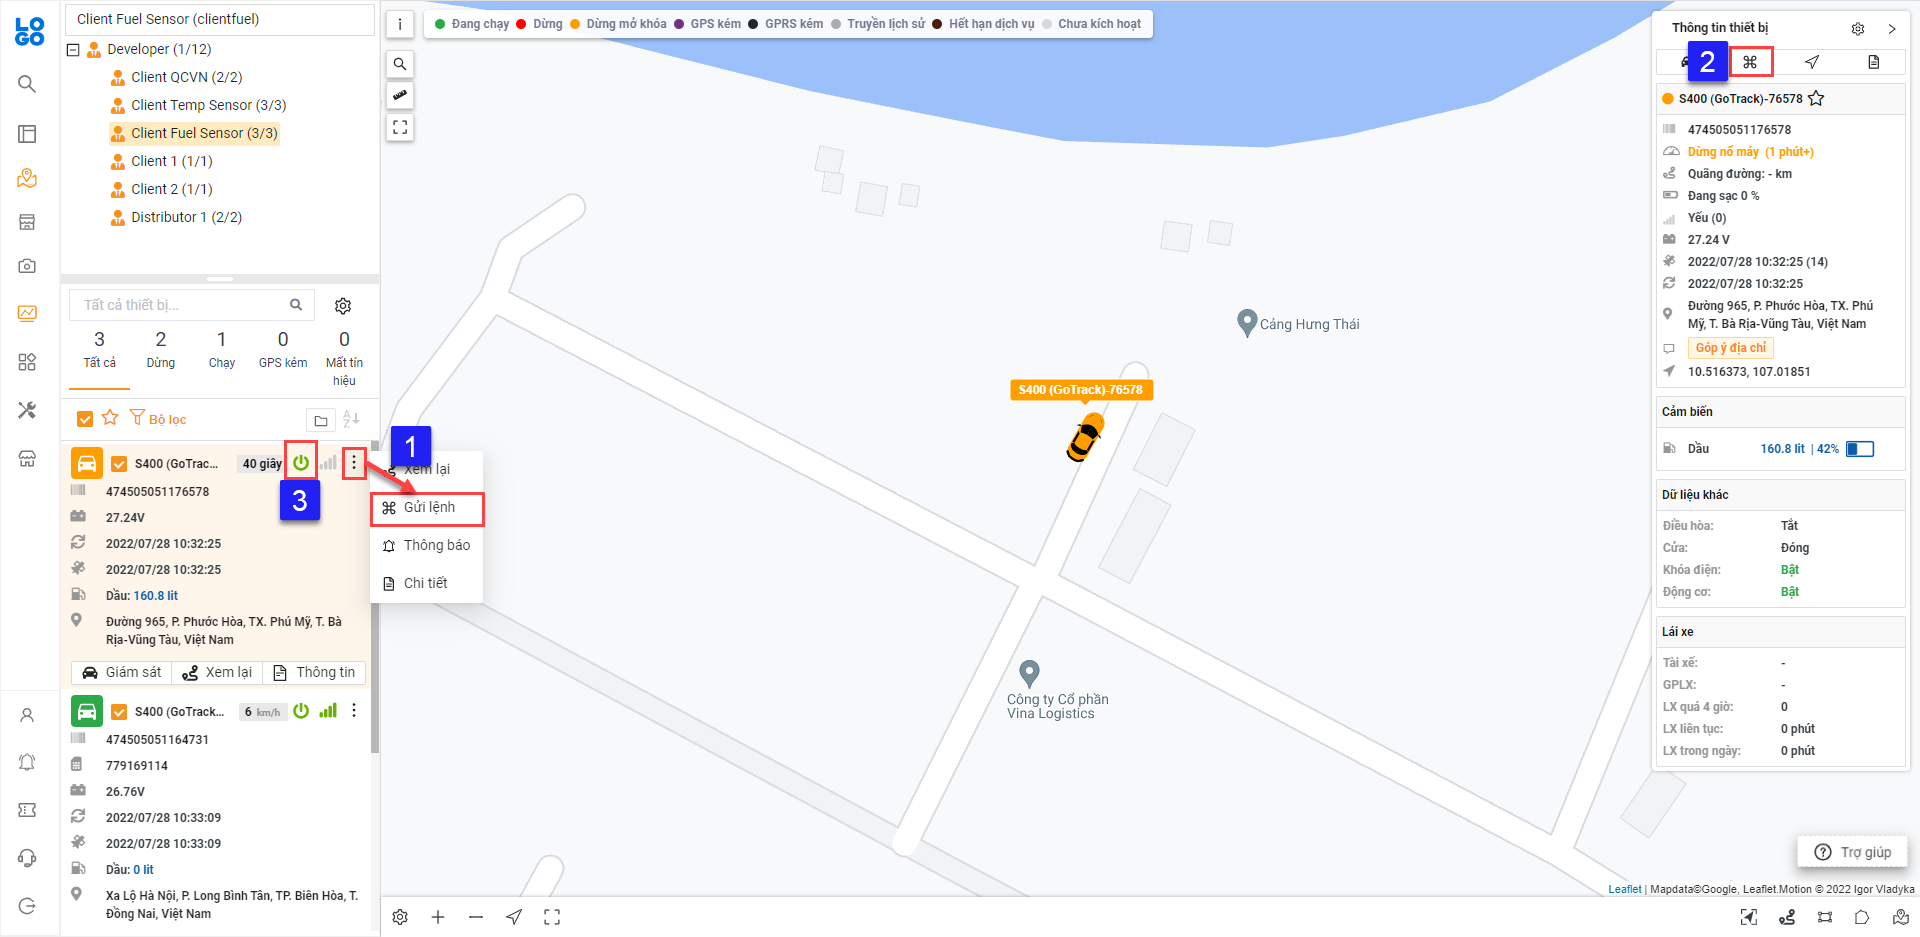 LOGO
Client Fuel Sensor (clientfuel)
Developer (1/12)
Client QCVN (2/2)
Client Temp Sensor (3/3)
Client Fuel Sensor (3/3)
Client 1 (1/1)
Client 2 (1/1)
Distributor 1 (2/2)
Tất cả thiết bị...
3 2 1 0 0
Tất cả Dừng Chạy GPS kém Mất tín hiệu
Bộ lọc
S400 (GoTrac... 40 giây
3
474505051176578
27.24V
2022/07/28 10:32:25
2022/07/28 10:32:25
Dầu: 160.8 lit
Đường 965, P. Phước Hòa, TX. Phú Mỹ, T. Bà
Rịa-Vũng Tàu, Việt Nam
Giám sát Xem lại Thông tin
S400 (GoTrack... 6 km/h
474505051164731
779169114
26.76V
2022/07/28 10:33:09
2022/07/28 10:33:09
Dầu: 0 lit
Xa Lộ Hà Nội, P. Long Bình Tân, TP. Biên Hòa, T.
Đồng Nai, Việt Nam
1
Xem lại
Gửi lệnh
Thông báo
Chi tiết
i
Đang chạy Dừng Dừng mở khóa GPS kém GPRS kém Truyền lịch sử Hết hạn dịch vụ Chưa kích hoạt
Cảng Hưng Thái
S400 (GoTrack)-76578
Công ty Cổ phần
Vina Logistics
Thông tin thiết bị
2
S400 (GoTrack)-76578
474505051176578
Dừng nổ máy (1 phút+)
Quãng đường: - km
Đang sạc 0 %
Yếu (0)
27.24 V
2022/07/28 10:32:25 (14)
2022/07/28 10:32:25
Đường 965, P. Phước Hòa, TX. Phú
Mỹ, T. Bà Rịa-Vũng Tàu, Việt Nam
Góp ý địa chỉ
10.516373, 107.01851
Cảm biến
Dầu 160.8 lit | 42%
Dữ liệu khác
Điều hòa: Tắt
Cửa: Đóng
Khóa điện: Bật
Động cơ: Bật
Lái xe
Tài xế: -
GPLX: -
LX quá 4 giờ: 0
LX liên tục: 0 phút
LX trong ngày: 0 phút
Trợ giúp
Leaflet | Mapdata©Google, Leaflet.Motion © 2022 Igor Vladyka